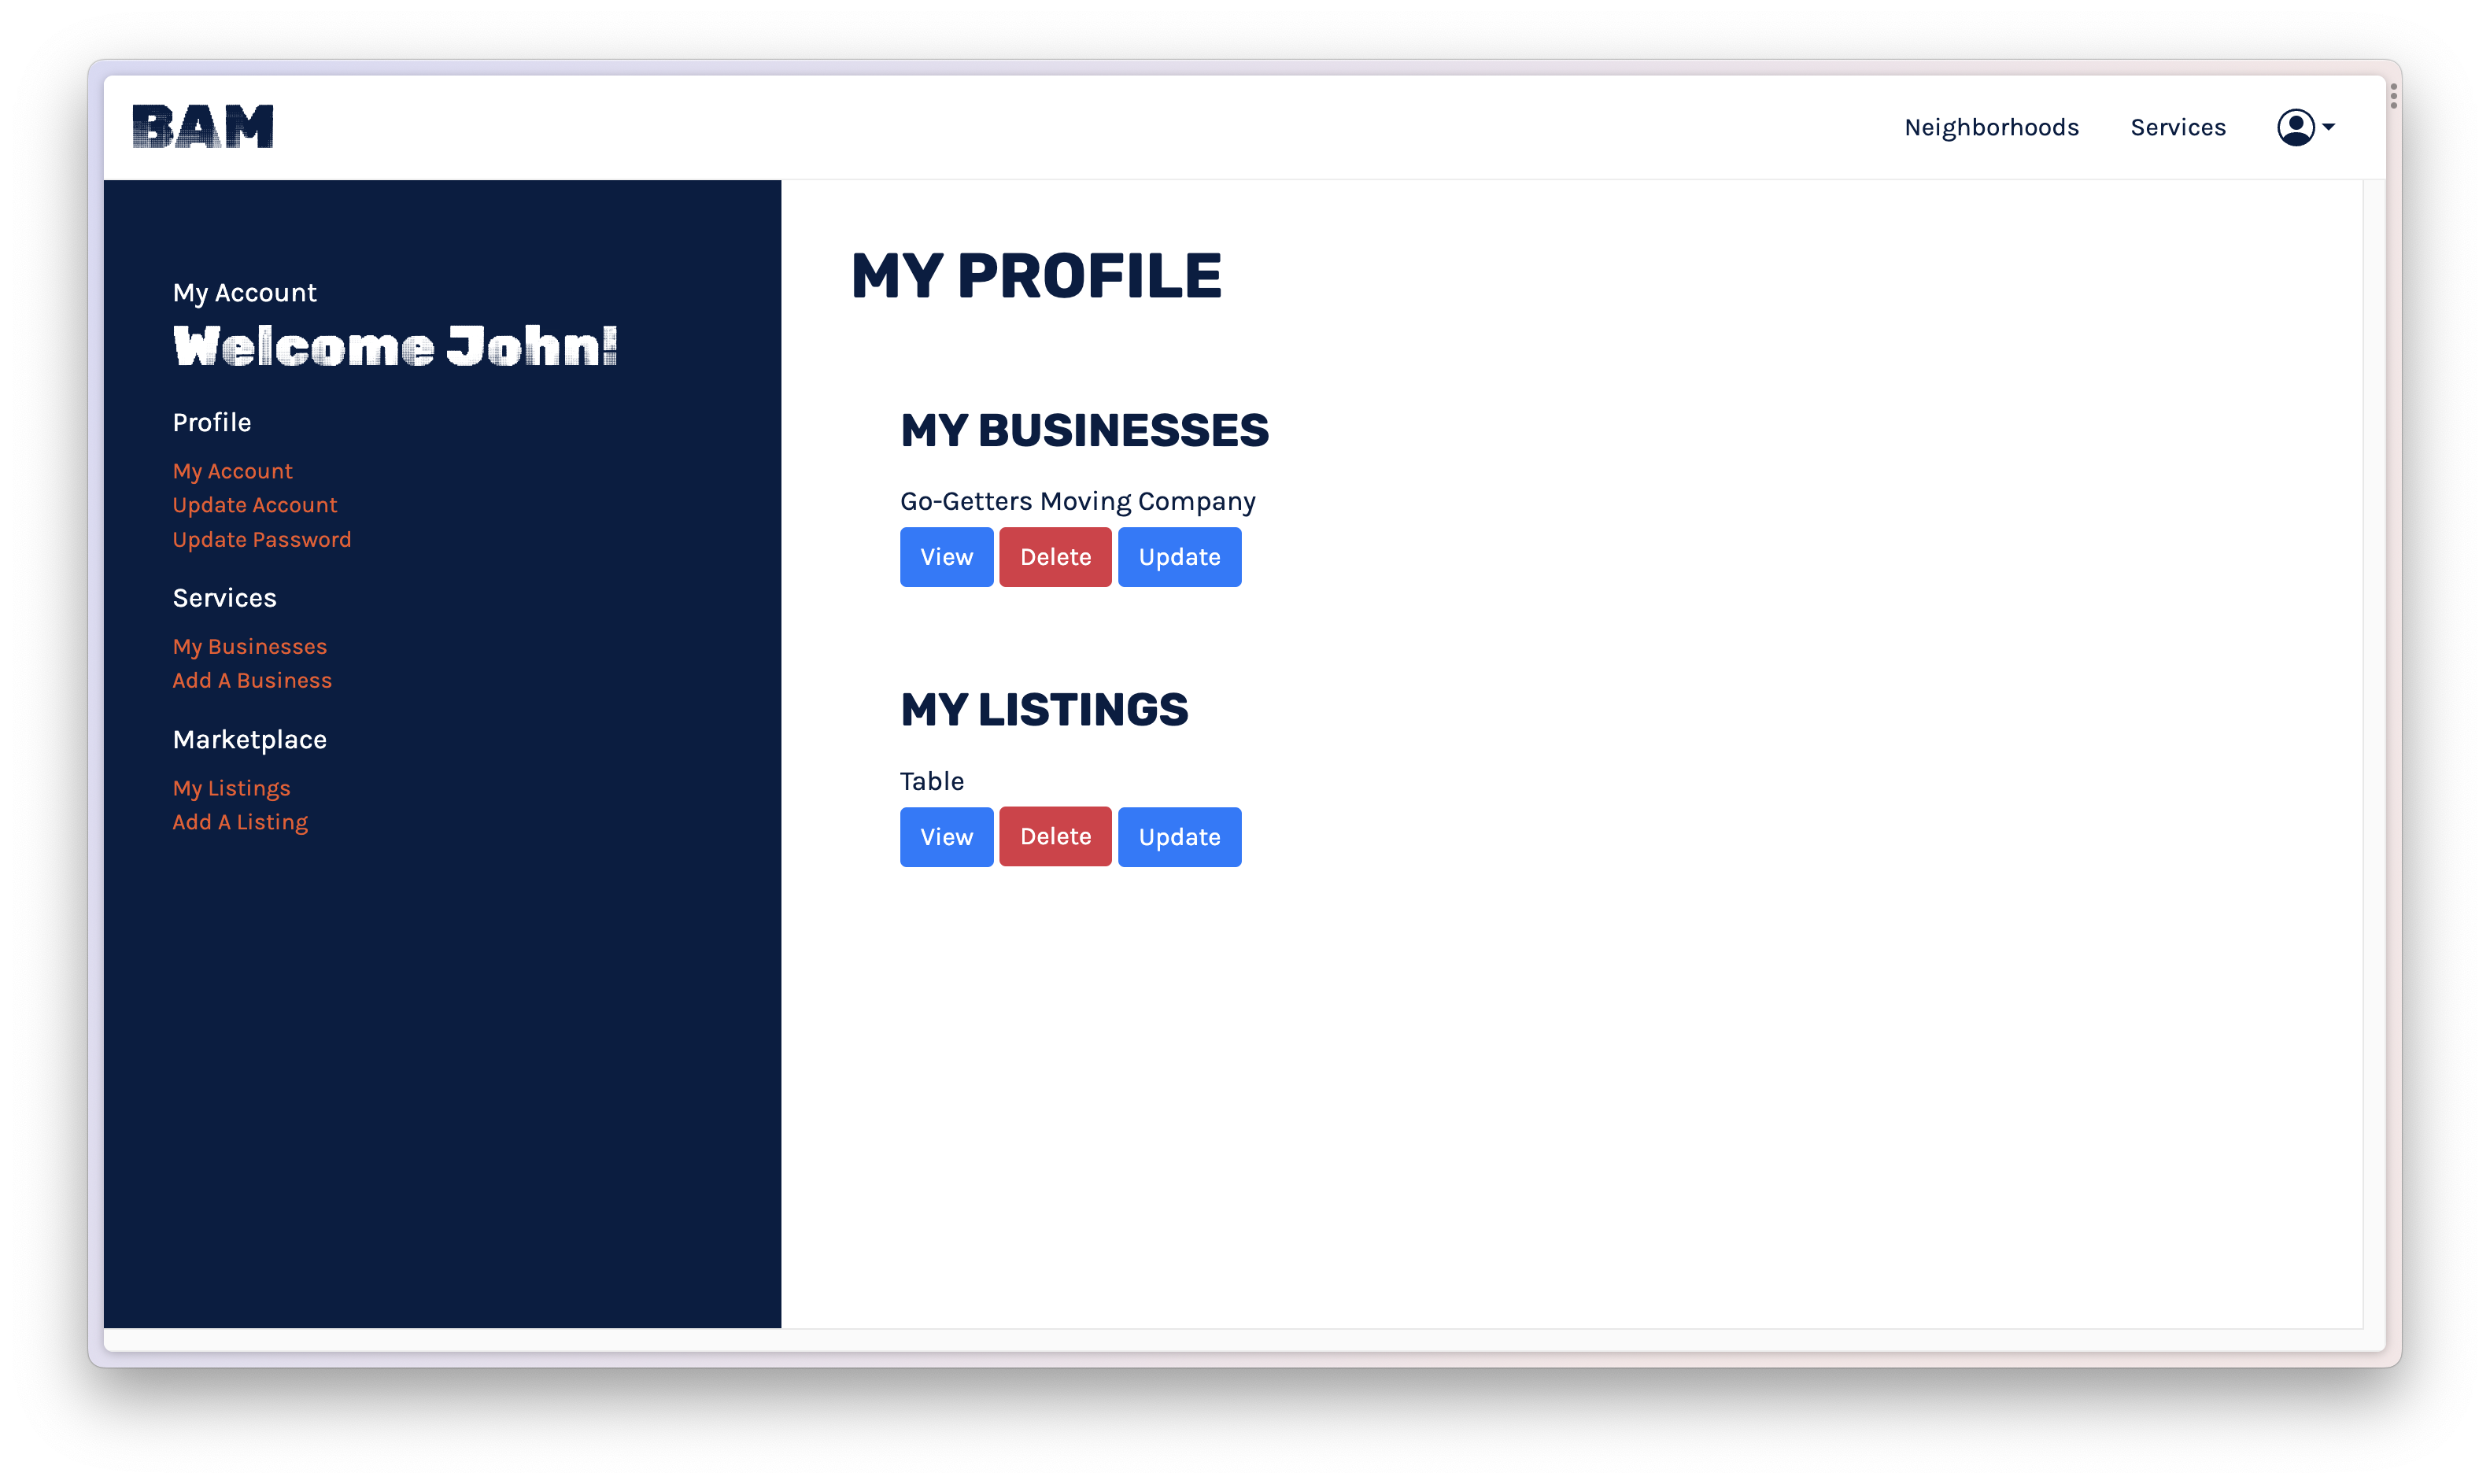 BAM
Neighborhoods Services
My Account
Welcome John!
Profile
My Account
Update Account
Update Password
Services
My Businesses
Add A Business
Marketplace
My Listings
Add A Listing
MY PROFILE
MY BUSINESSES
Go-Getters Moving Company
View Delete Update
MY LISTINGS
Table
View Delete Update